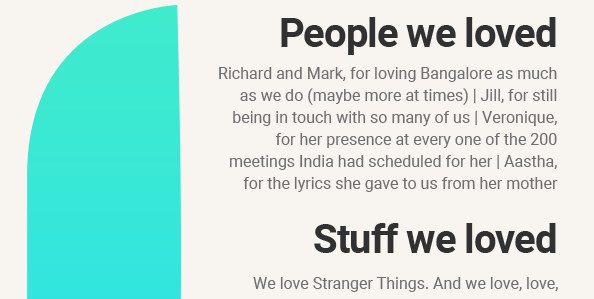 People we loved
Richard and Mark, for loving Bangalore as much
as we do (maybe more at times) | Jill, for still
being in touch with so many of us | Veronique,
for her presence at every one of the 200
meetings India had scheduled for her | Aastha,
for the lyrics she gave to us from her mother
Stuff we loved
We love Stranger Things. And we love, love,